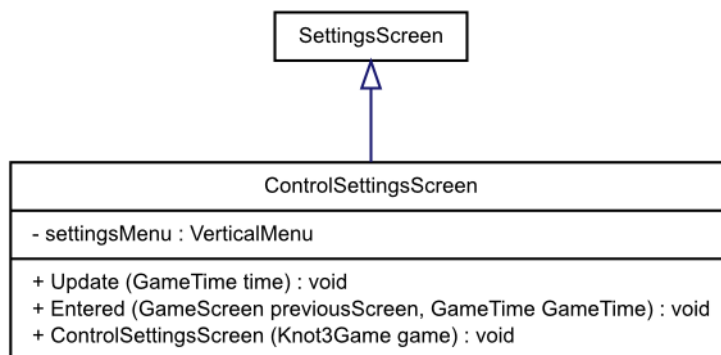 SettingsScreen
ControlSettingsScreen
- settingsMenu : VerticalMenu
+ Update (GameTime time) : void
+ Entered (GameScreen previousScreen, GameTime GameTime) : void
+ ControlSettingsScreen (Knot3Game game) : void